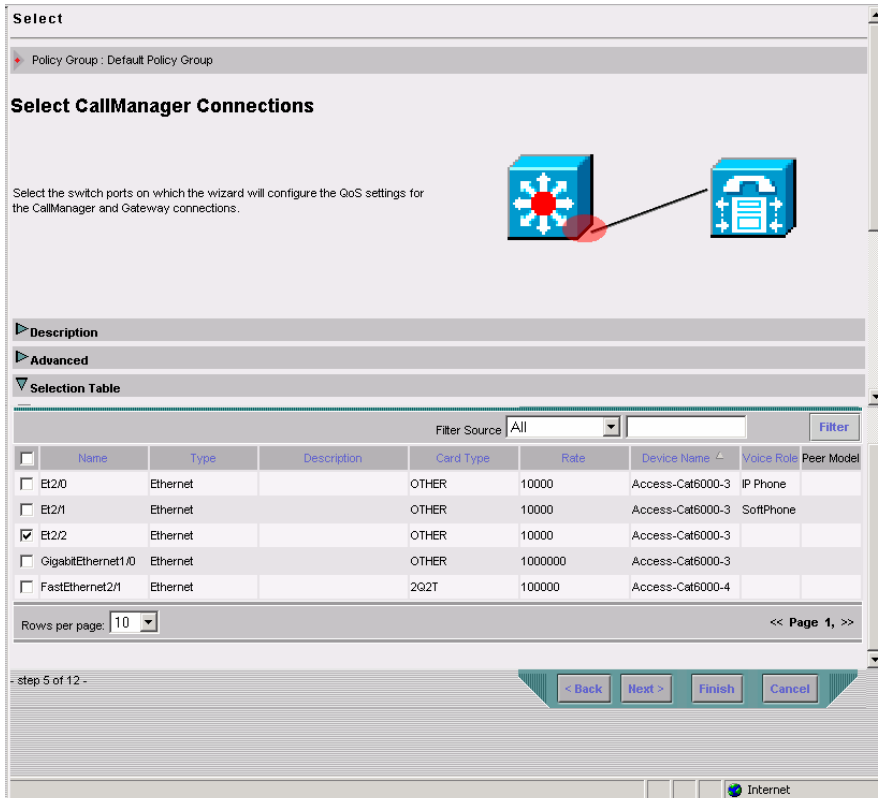 Select
Policy Group : Default Policy Group
Select CallManager Connections
Select the switch ports on which the wizard will configure the QoS settings for
the CallManager and Gateway connections.
Description
Advanced
Selection Table
Filter Source All Filter
Name Type Description Card Type Rate Device Name Voice Role Peer Model
Et2/0 Ethernet OTHER 10000 Access-Cat6000-3 IP Phone
Et2/1 Ethernet OTHER 10000 Access-Cat6000-3 SoftPhone
Et2/2 Ethernet OTHER 10000 Access-Cat6000-3
GigabitEthernet1/0 Ethernet OTHER 1000000 Access-Cat6000-3
FastEthernet2/1 Ethernet 2Q2T 100000 Access-Cat6000-4
Rows per page: 10 << Page 1, >>
- step 5 of 12 - < Back Next > Finish Cancel
Internet